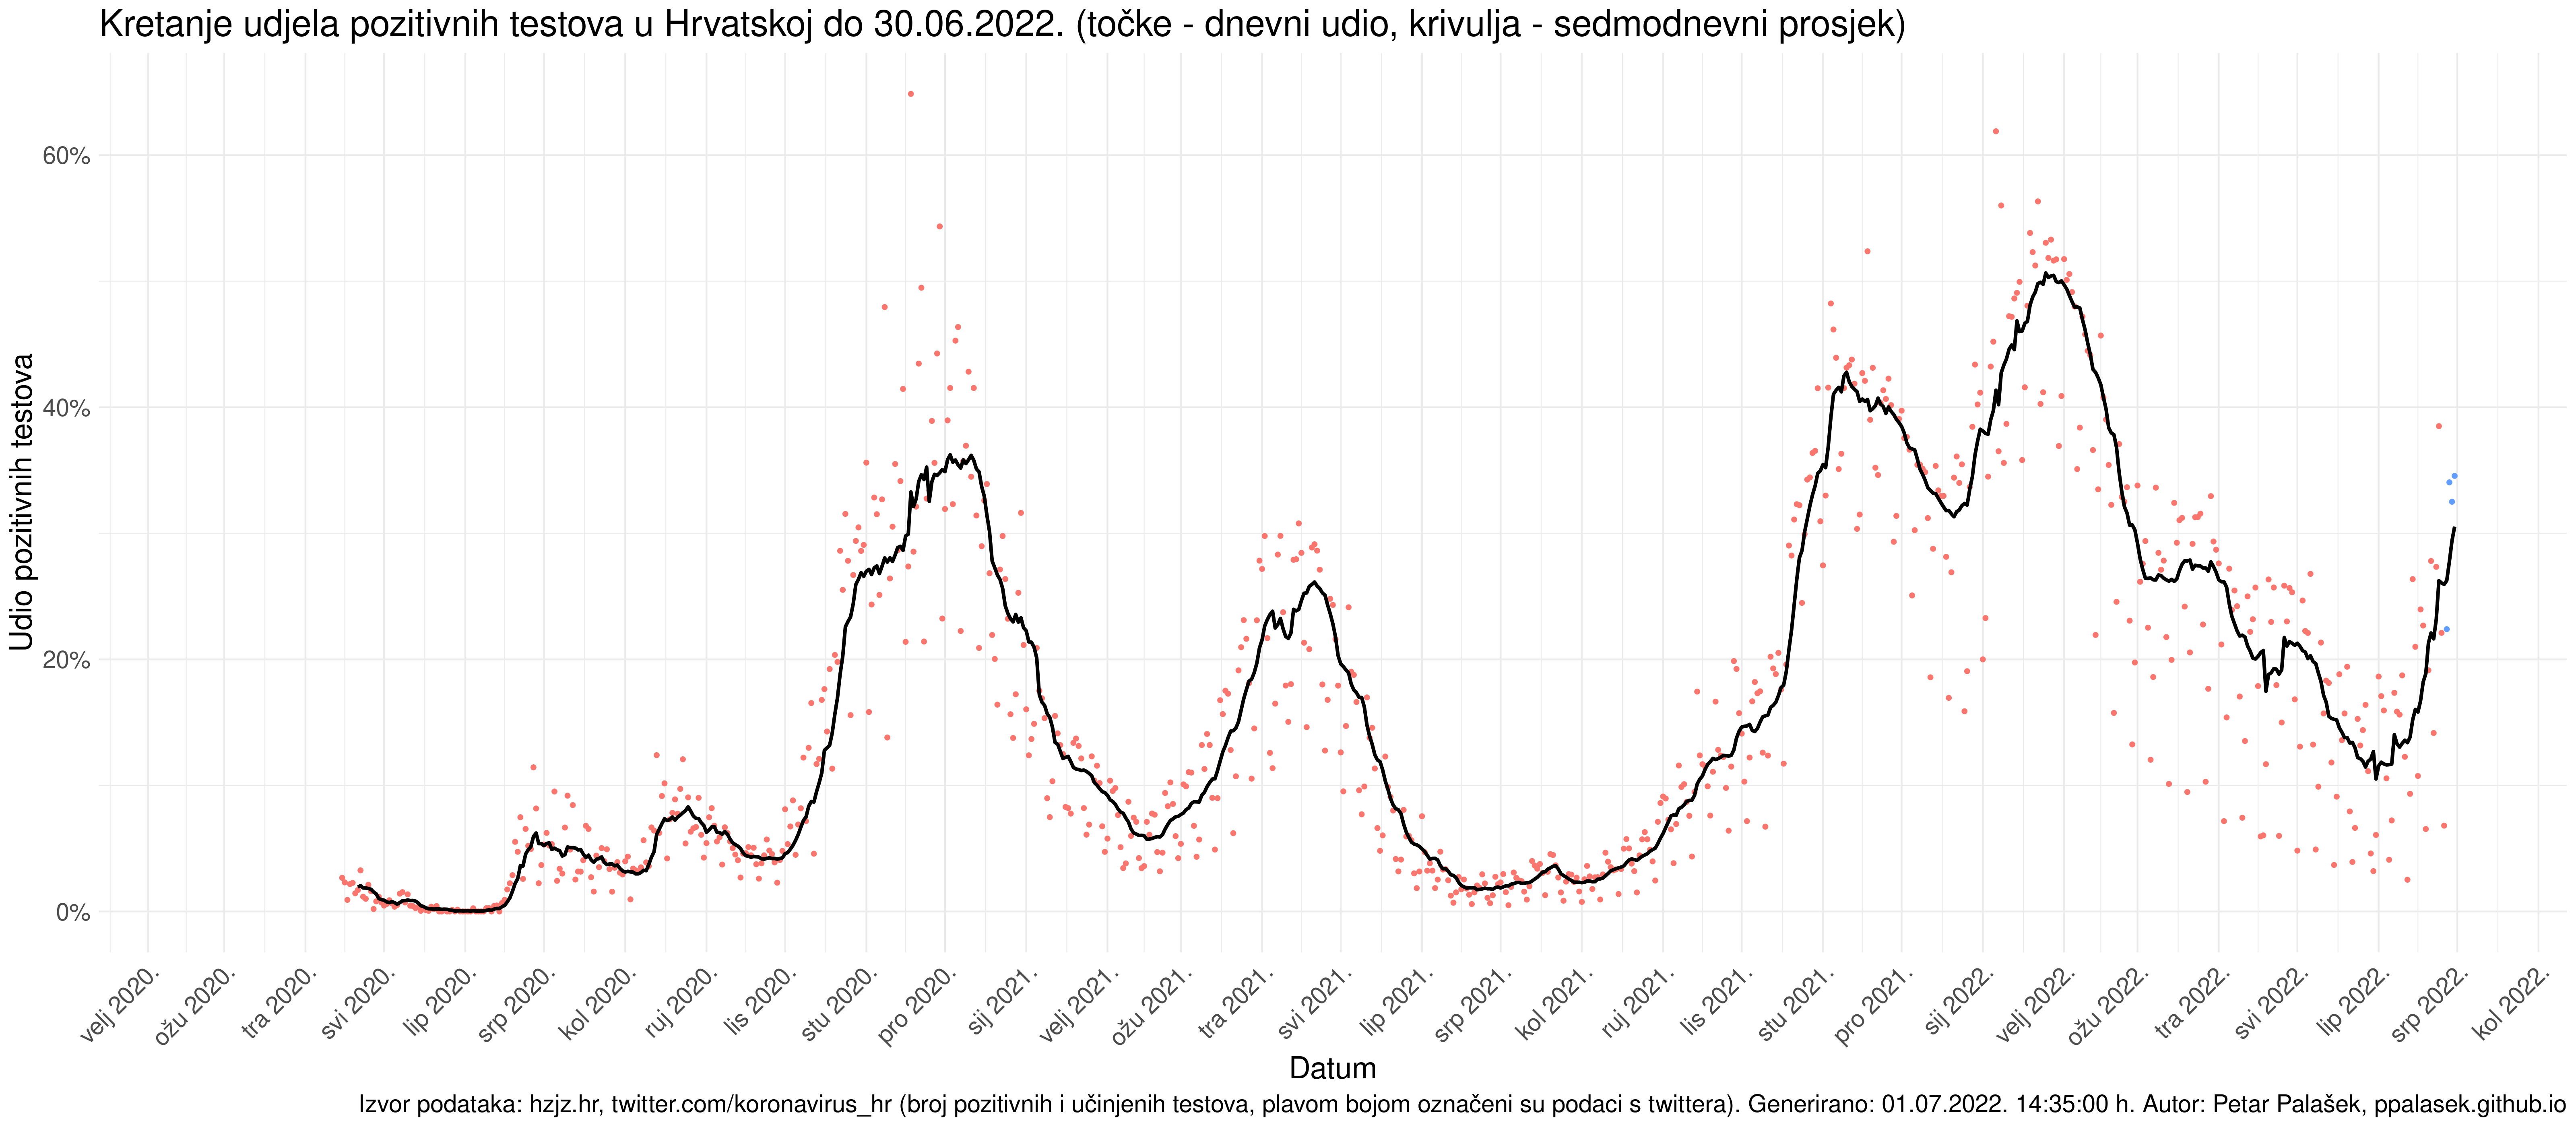 Kretanje udjela pozitivnih testova u Hrvatskoj do 30.06.2022. (točke - dnevni udio, krivulja - sedmodnevni prosjek)
Udio pozitivnih testova
60%
40%
20%
0%
velj 2020.
ožu 2020.
tra 2020.
svi 2020.
lip 2020.
srp 2020.
kol 2020.
ruj 2020.
lis 2020.
stu 2020.
pro 2020.
sij 2021.
velj 2021.
ožu 2021.
tra 2021.
svi 2021.
lip 2021.
srp 2021.
kol 2021.
ruj 2021.
lis 2021.
stu 2021.
pro 2021.
sij 2022.
velj 2022.
ožu 2022.
tra 2022.
svi 2022.
lip 2022.
srp 2022.
kol 2022.
Datum
Izvor podataka: hzjz.hr, twitter.com/koronavirus_hr (broj pozitivnih i učinjenih testova, plavom bojom označeni su podaci s twittera). Generirano: 01.07.2022. 14:35:00 h. Autor: Petar Palašek, ppalasek.github.io